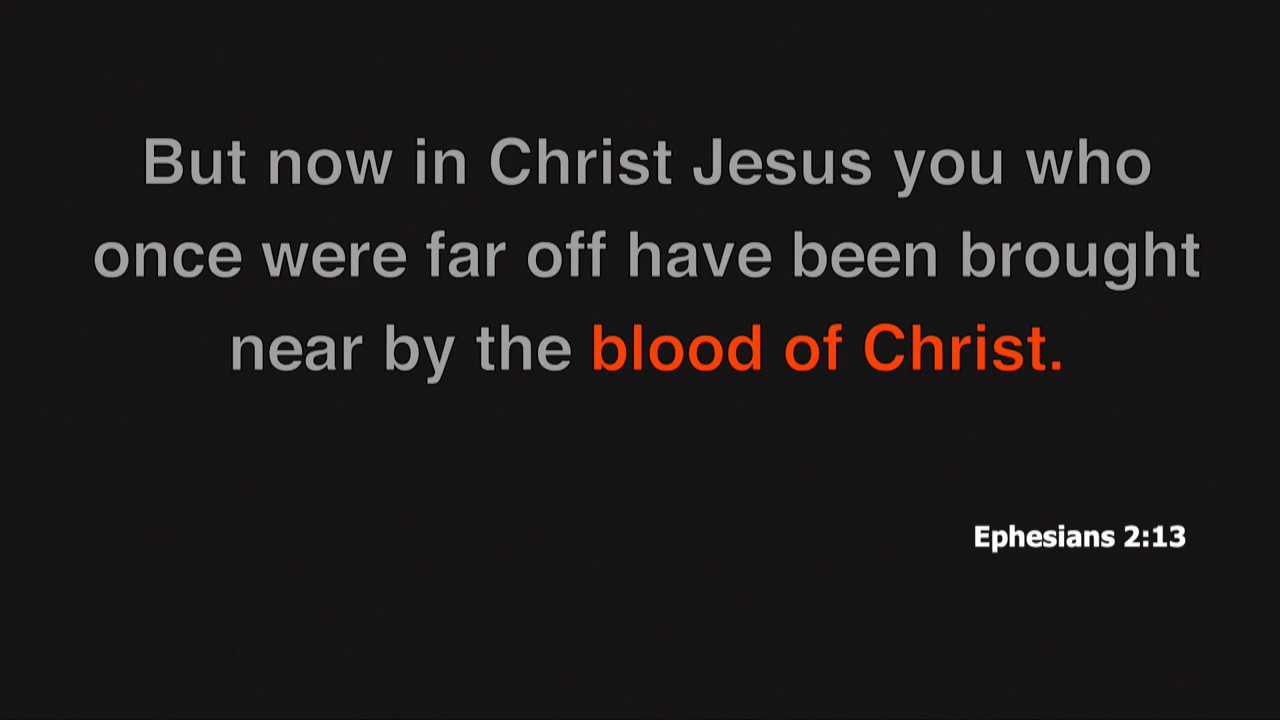 But now in Christ Jesus you who
once were far off have been brought
near by the blood of Christ.
Ephesians 2:13